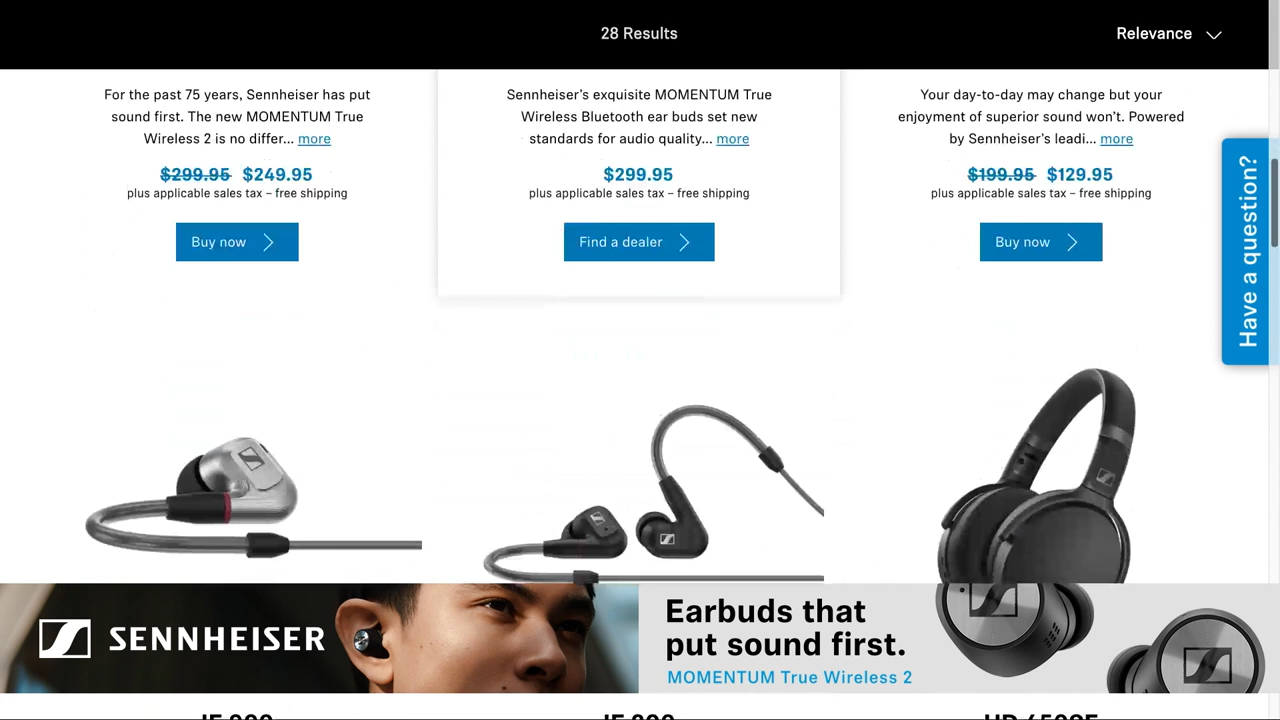 28 Results
Relevance
For the past 75 years, Sennheiser has put
sound first. The new MOMENTUM True
Wireless 2 is no differ... more
$299.95 $249.95
plus applicable sales tax – free shipping
Buy now
Sennheiser’s exquisite MOMENTUM True
Wireless Bluetooth ear buds set new
standards for audio quality... more
$299.95
plus applicable sales tax – free shipping
Find a dealer
Your day-to-day may change but your
enjoyment of superior sound won’t. Powered
by Sennheiser’s leadi... more
$199.95 $129.95
plus applicable sales tax – free shipping
Buy now
Have a question?
SENNHEISER
Earbuds that
put sound first.
MOMENTUM True Wireless 2